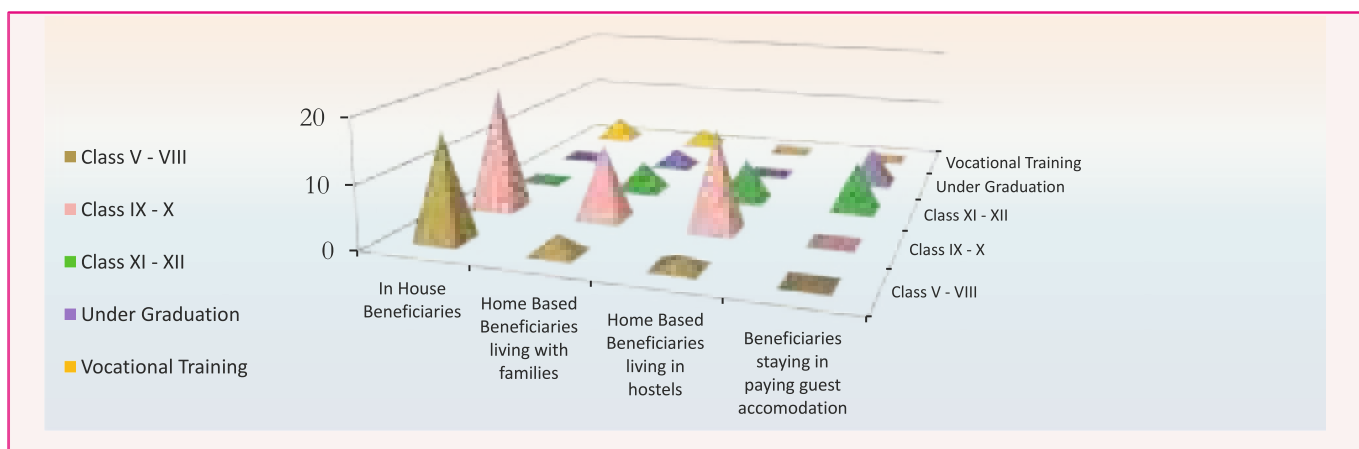 20
10
0
Class V - VIII
Class IX - X
Class XI - XII
Under Graduation
Vocational Training
In House
Beneficiaries
Home Based
Beneficiaries
living with
families
Home Based
Beneficiaries
living in
hostels
Beneficiaries
staying in
paying guest
accomodation
Vocational Training
Under Graduation
Class XI - XII
Class IX - X
Class V - VIII